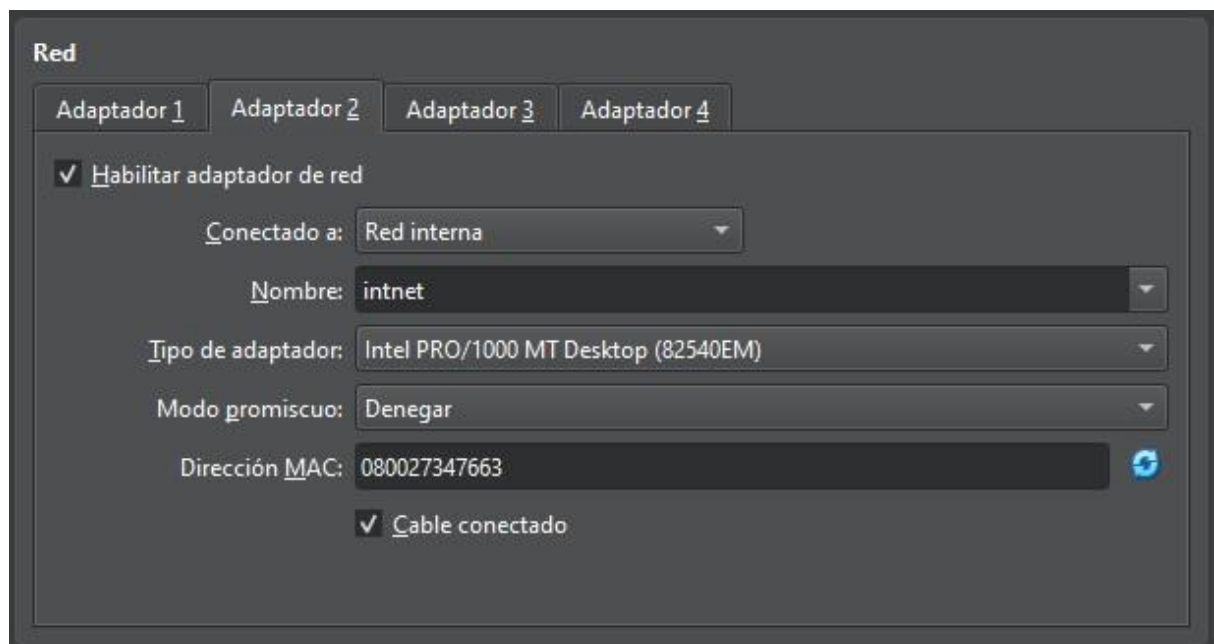 Red
Adaptador 1 Adaptador 2 Adaptador 3 Adaptador 4
Habilitar adaptador de red
Conectado a: Red interna
Nombre: intnet
Tipo de adaptador: Intel PRO/1000 MT Desktop (82540EM)
Modo promiscuo: Denegar
Dirección MAC: 080027347663
Cable conectado